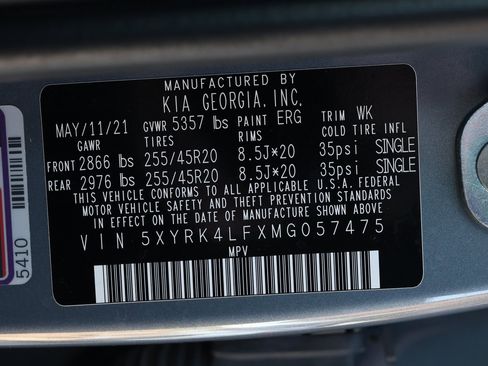 MANUFACTURED BY
KIA GEORGIA. INC.
MAY/11/21 GVWR 5357 lbs PAINT ERG TRIM WK
GAWR TIRES RIMS COLD TIRE INFL
FRONT 2866 lbs 255/45R20 8.5J×20 35psi SINGLE
REAR 2976 lbs 255/45R20 8.5J×20 35psi SINGLE
THIS VEHICLE CONFORMS TO ALL APPLICABLE U.S.A. FEDERAL
MOTOR VEHICLE SAFETY AND THEFT PREVENTION STANDARDS
IN EFFECT ON THE DATE OF MANUFACTURE SHOWN ABOVE.
VIN 5XYRK4LFXMG057475
MPV
5410